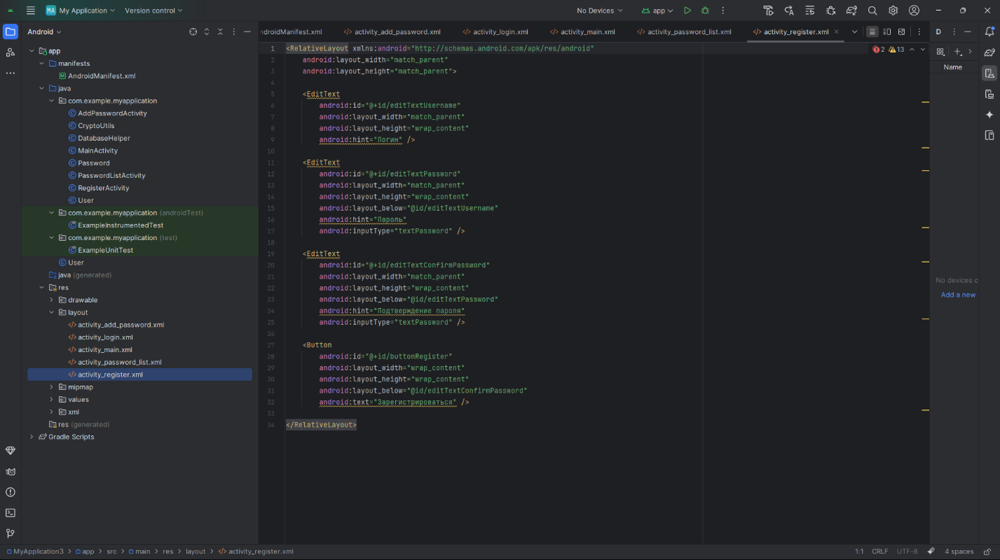 MA My Application
Version control
No Devices
app
Android
ndroidManifest.xml
activity_add_password.xml
activity_login.xml
activity_main.xml
activity_password_list.xml
activity_register.xml
D
app
manifests
AndroidManifest.xml
java
com.example.myapplication
AddPasswordActivity
CryptoUtils
DatabaseHelper
MainActivity
Password
PasswordListActivity
RegisterActivity
User
com.example.myapplication (androidTest)
ExampleInstrumentedTest
com.example.myapplication (test)
ExampleUnitTest
User
java (generated)
res
drawable
layout
activity_add_password.xml
activity_login.xml
activity_main.xml
activity_password_list.xml
activity_register.xml
mipmap
values
xml
res (generated)
Gradle Scripts
1 <RelativeLayout xmlns:android="http://schemas.android.com/apk/res/android"
2 android:layout_width="match_parent"
3 android:layout_height="match_parent">
4
5 <EditText
6 android:id="@+id/editTextUsername"
7 android:layout_width="match_parent"
8 android:layout_height="wrap_content"
9 android:hint="Логин" />
10
11 <EditText
12 android:id="@+id/editTextPassword"
13 android:layout_width="match_parent"
14 android:layout_height="wrap_content"
15 android:layout_below="@id/editTextUsername"
16 android:hint="Пароль"
17 android:inputType="textPassword" />
18
19 <EditText
20 android:id="@+id/editTextConfirmPassword"
21 android:layout_width="match_parent"
22 android:layout_height="wrap_content"
23 android:layout_below="@id/editTextPassword"
24 android:hint="Подтверждение пароля"
25 android:inputType="textPassword" />
26
27 <Button
28 android:id="@+id/buttonRegister"
29 android:layout_width="wrap_content"
30 android:layout_height="wrap_content"
31 android:layout_below="@id/editTextConfirmPassword"
32 android:text="Зарегистрироваться" />
33
34 </RelativeLayout>
2 13
Name
No devices c
Add a new
MyApplication3 > app > src > main > res > layout > activity_register.xml
1:1 CRLF UTF-8 4 spaces